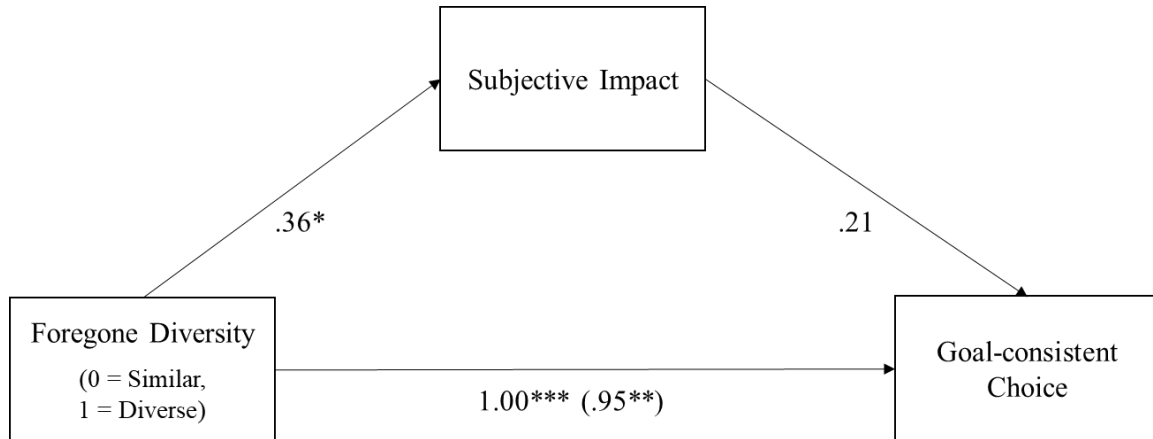 Subjective Impact
.36*
.21
Foregone Diversity
(0 = Similar,
1 = Diverse)
1.00*** (.95**)
Goal-consistent
Choice